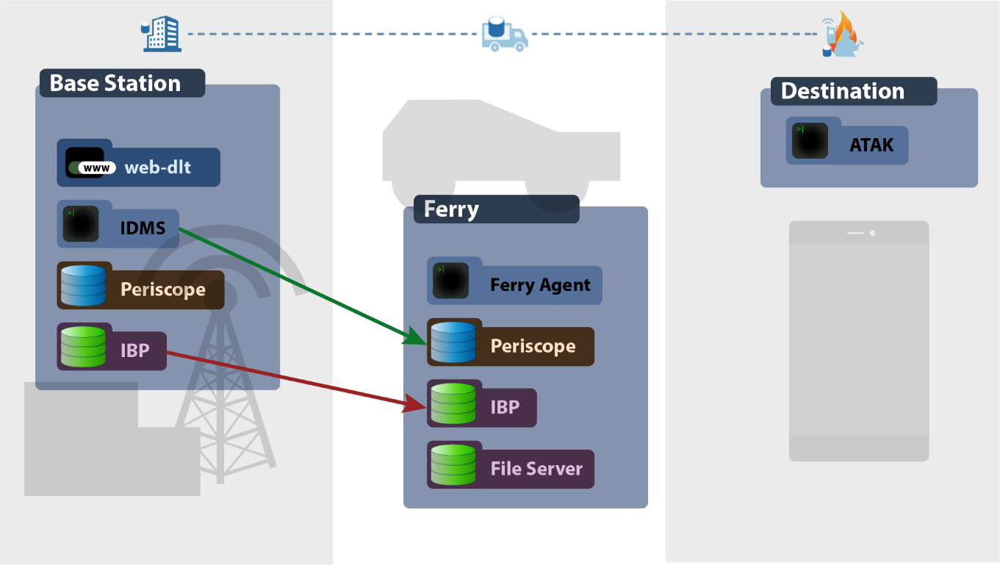 Base Station
www
web-dlt
>|
IDMS
Periscope
IBP
Ferry
>|
Ferry Agent
Periscope
IBP
File Server
Destination
>|
ATAK